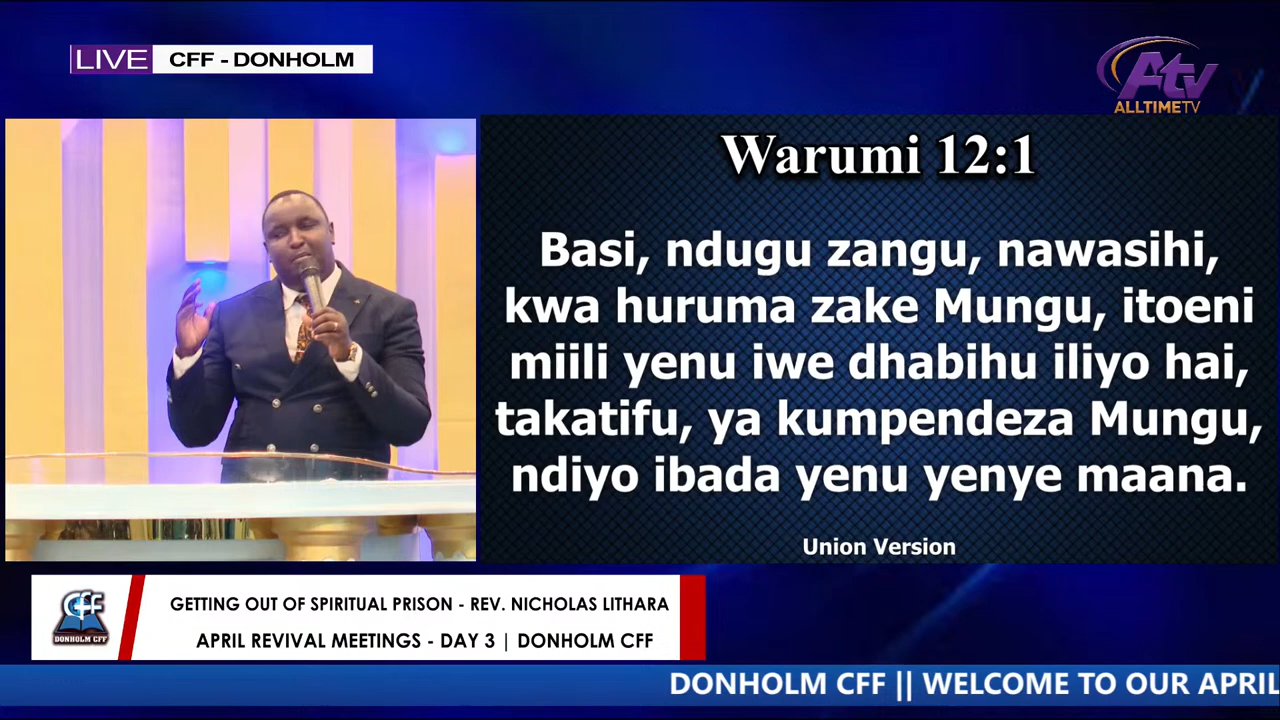 LIVE CFF - DONHOLM
Atv
ALLTIMETV
Warumi 12:1
Basi, ndugu zangu, nawasihi,
kwa huruma zake Mungu, itoeni
miili yenu iwe dhabihu iliyo hai,
takatifu, ya kumpendeza Mungu,
ndiyo ibada yenu yenye maana.
Union Version
CFF
DONHOLM CFF
GETTING OUT OF SPIRITUAL PRISON - REV. NICHOLAS LITHARA
APRIL REVIVAL MEETINGS - DAY 3 | DONHOLM CFF
DONHOLM CFF || WELCOME TO OUR APRIL